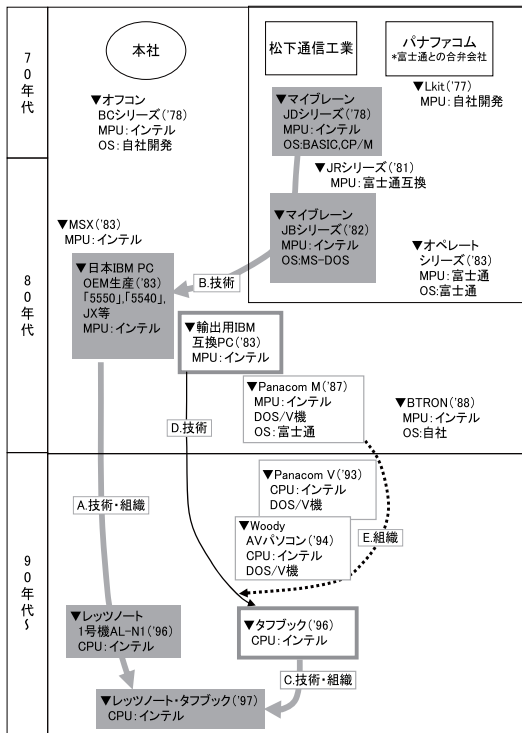 本社
松下通信工業
パナファコム
*富士通との合弁会社
70年代
▼オフコン
BCシリーズ('78)
MPU:インテル
OS:自社開発
▼マイブレーン
JDシリーズ('78)
MPU:インテル
OS:BASIC,CP/M
▼Lkit('77)
MPU:自社開発
▼JRシリーズ('81)
MPU:富士通互換
80年代
▼MSX('83)
MPU:インテル
▼マイブレーン
JBシリーズ('82)
MPU:インテル
OS:MS-DOS
▼オペレート
シリーズ('83)
MPU:富士通
OS:富士通
▼日本IBM PC
OEM生産('83)
「5550」,「5540」,
JX等
MPU:インテル
B.技術
▼輸出用IBM
互換PC('83)
MPU:インテル
▼Panacom M('87)
MPU:インテル
DOS/V機
OS:富士通
▼BTRON('88)
MPU:インテル
OS:自社
D.技術
90年代~
A.技術・組織
▼Panacom V('93)
CPU:インテル
DOS/V機
▼Woody
AVパソコン('94)
CPU:インテル
DOS/V機
E.組織
▼レッツノート
1号機AL-N1('96)
CPU:インテル
▼タフブック('96)
CPU:インテル
C.技術・組織
▼レッツノート・タフブック('97)
CPU:インテル